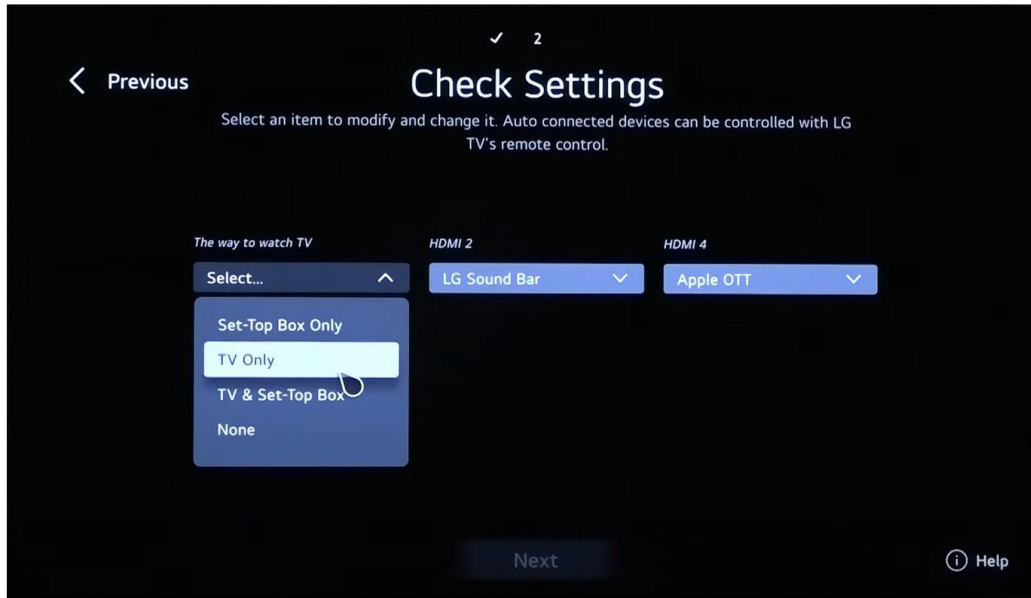 ✓ 2
Previous
Check Settings
Select an item to modify and change it. Auto connected devices can be controlled with LG
TV's remote control.
The way to watch TV
HDMI 2
HDMI 4
Select...
LG Sound Bar
Apple OTT
Set-Top Box Only
TV Only
TV & Set-Top Box
None
Next
Help